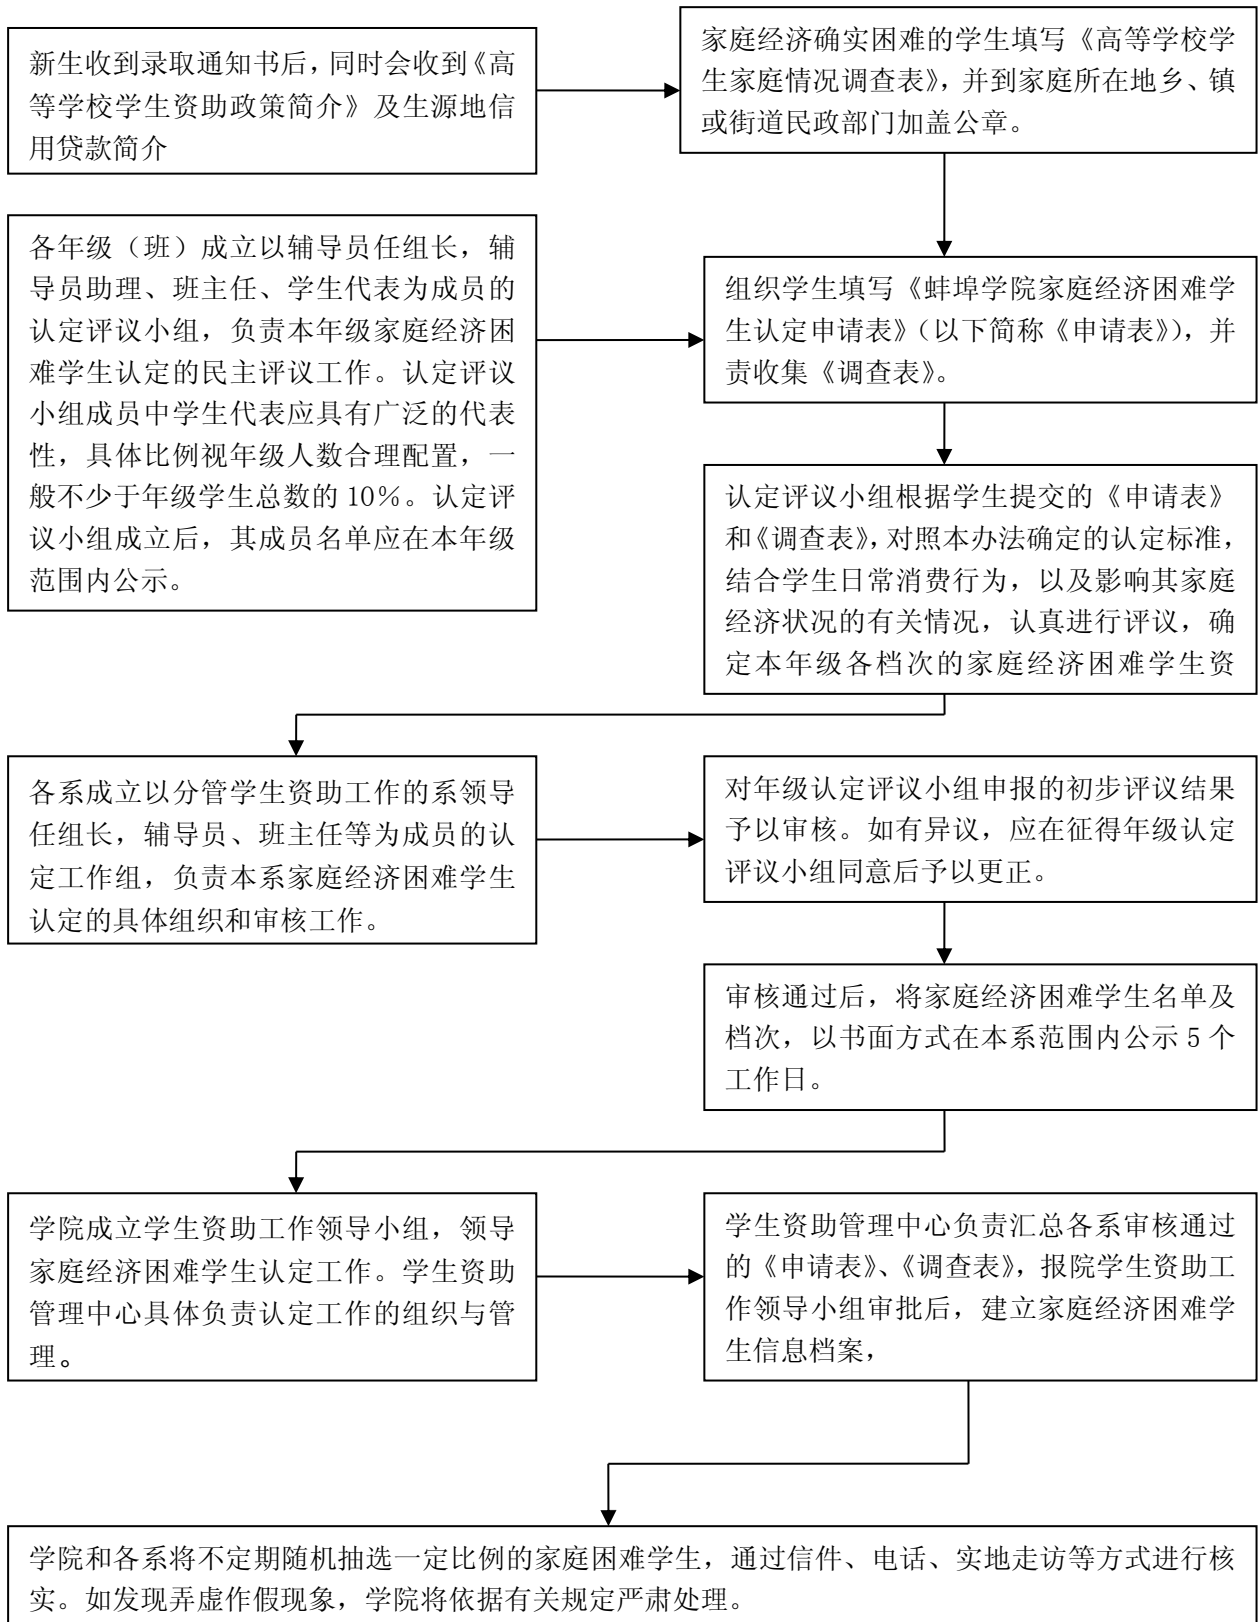 新生收到录取通知书后,同时会收到《高
等学校学生资助政策简介》及生源地信
用贷款简介
家庭经济确实困难的学生填写《高等学校学
生家庭情况调查表》,并到家庭所在地乡、镇
或街道民政部门加盖公章。
各年级（班）成立以辅导员任组长，辅
导员助理、班主任、学生代表为成员的
认定评议小组，负责本年级家庭经济困
难学生认定的民主评议工作。认定评议
小组成员中学生代表应具有广泛的代表
性，具体比例视年级人数合理配置，一
般不少于年级学生总数的 10％。认定评
议小组成立后，其成员名单应在本年级
范围内公示。
组织学生填写《蚌埠学院家庭经济困难学
生认定申请表》（以下简称《申请表》），并
责收集《调查表》。
认定评议小组根据学生提交的《申请表》
和《调查表》，对照本办法确定的认定标准，
结合学生日常消费行为，以及影响其家庭
经济状况的有关情况，认真进行评议，确
定本年级各档次的家庭经济困难学生资
各系成立以分管学生资助工作的系领导
任组长，辅导员、班主任等为成员的认
定工作组，负责本系家庭经济困难学生
认定的具体组织和审核工作。
对年级认定评议小组申报的初步评议结果
予以审核。如有异议，应在征得年级认定
评议小组同意后予以更正。
审核通过后，将家庭经济困难学生名单及
档次，以书面方式在本系范围内公示 5 个
工作日。
学院成立学生资助工作领导小组，领导
家庭经济困难学生认定工作。学生资助
管理中心具体负责认定工作的组织与管
理。
学生资助管理中心负责汇总各系审核通过
的《申请表》、《调查表》，报院学生资助工
作领导小组审批后，建立家庭经济困难学
生信息档案，
学院和各系将不定期随机抽选一定比例的家庭困难学生，通过信件、电话、实地走访等方式进行核
实。如发现弄虚作假现象，学院将依据有关规定严肃处理。